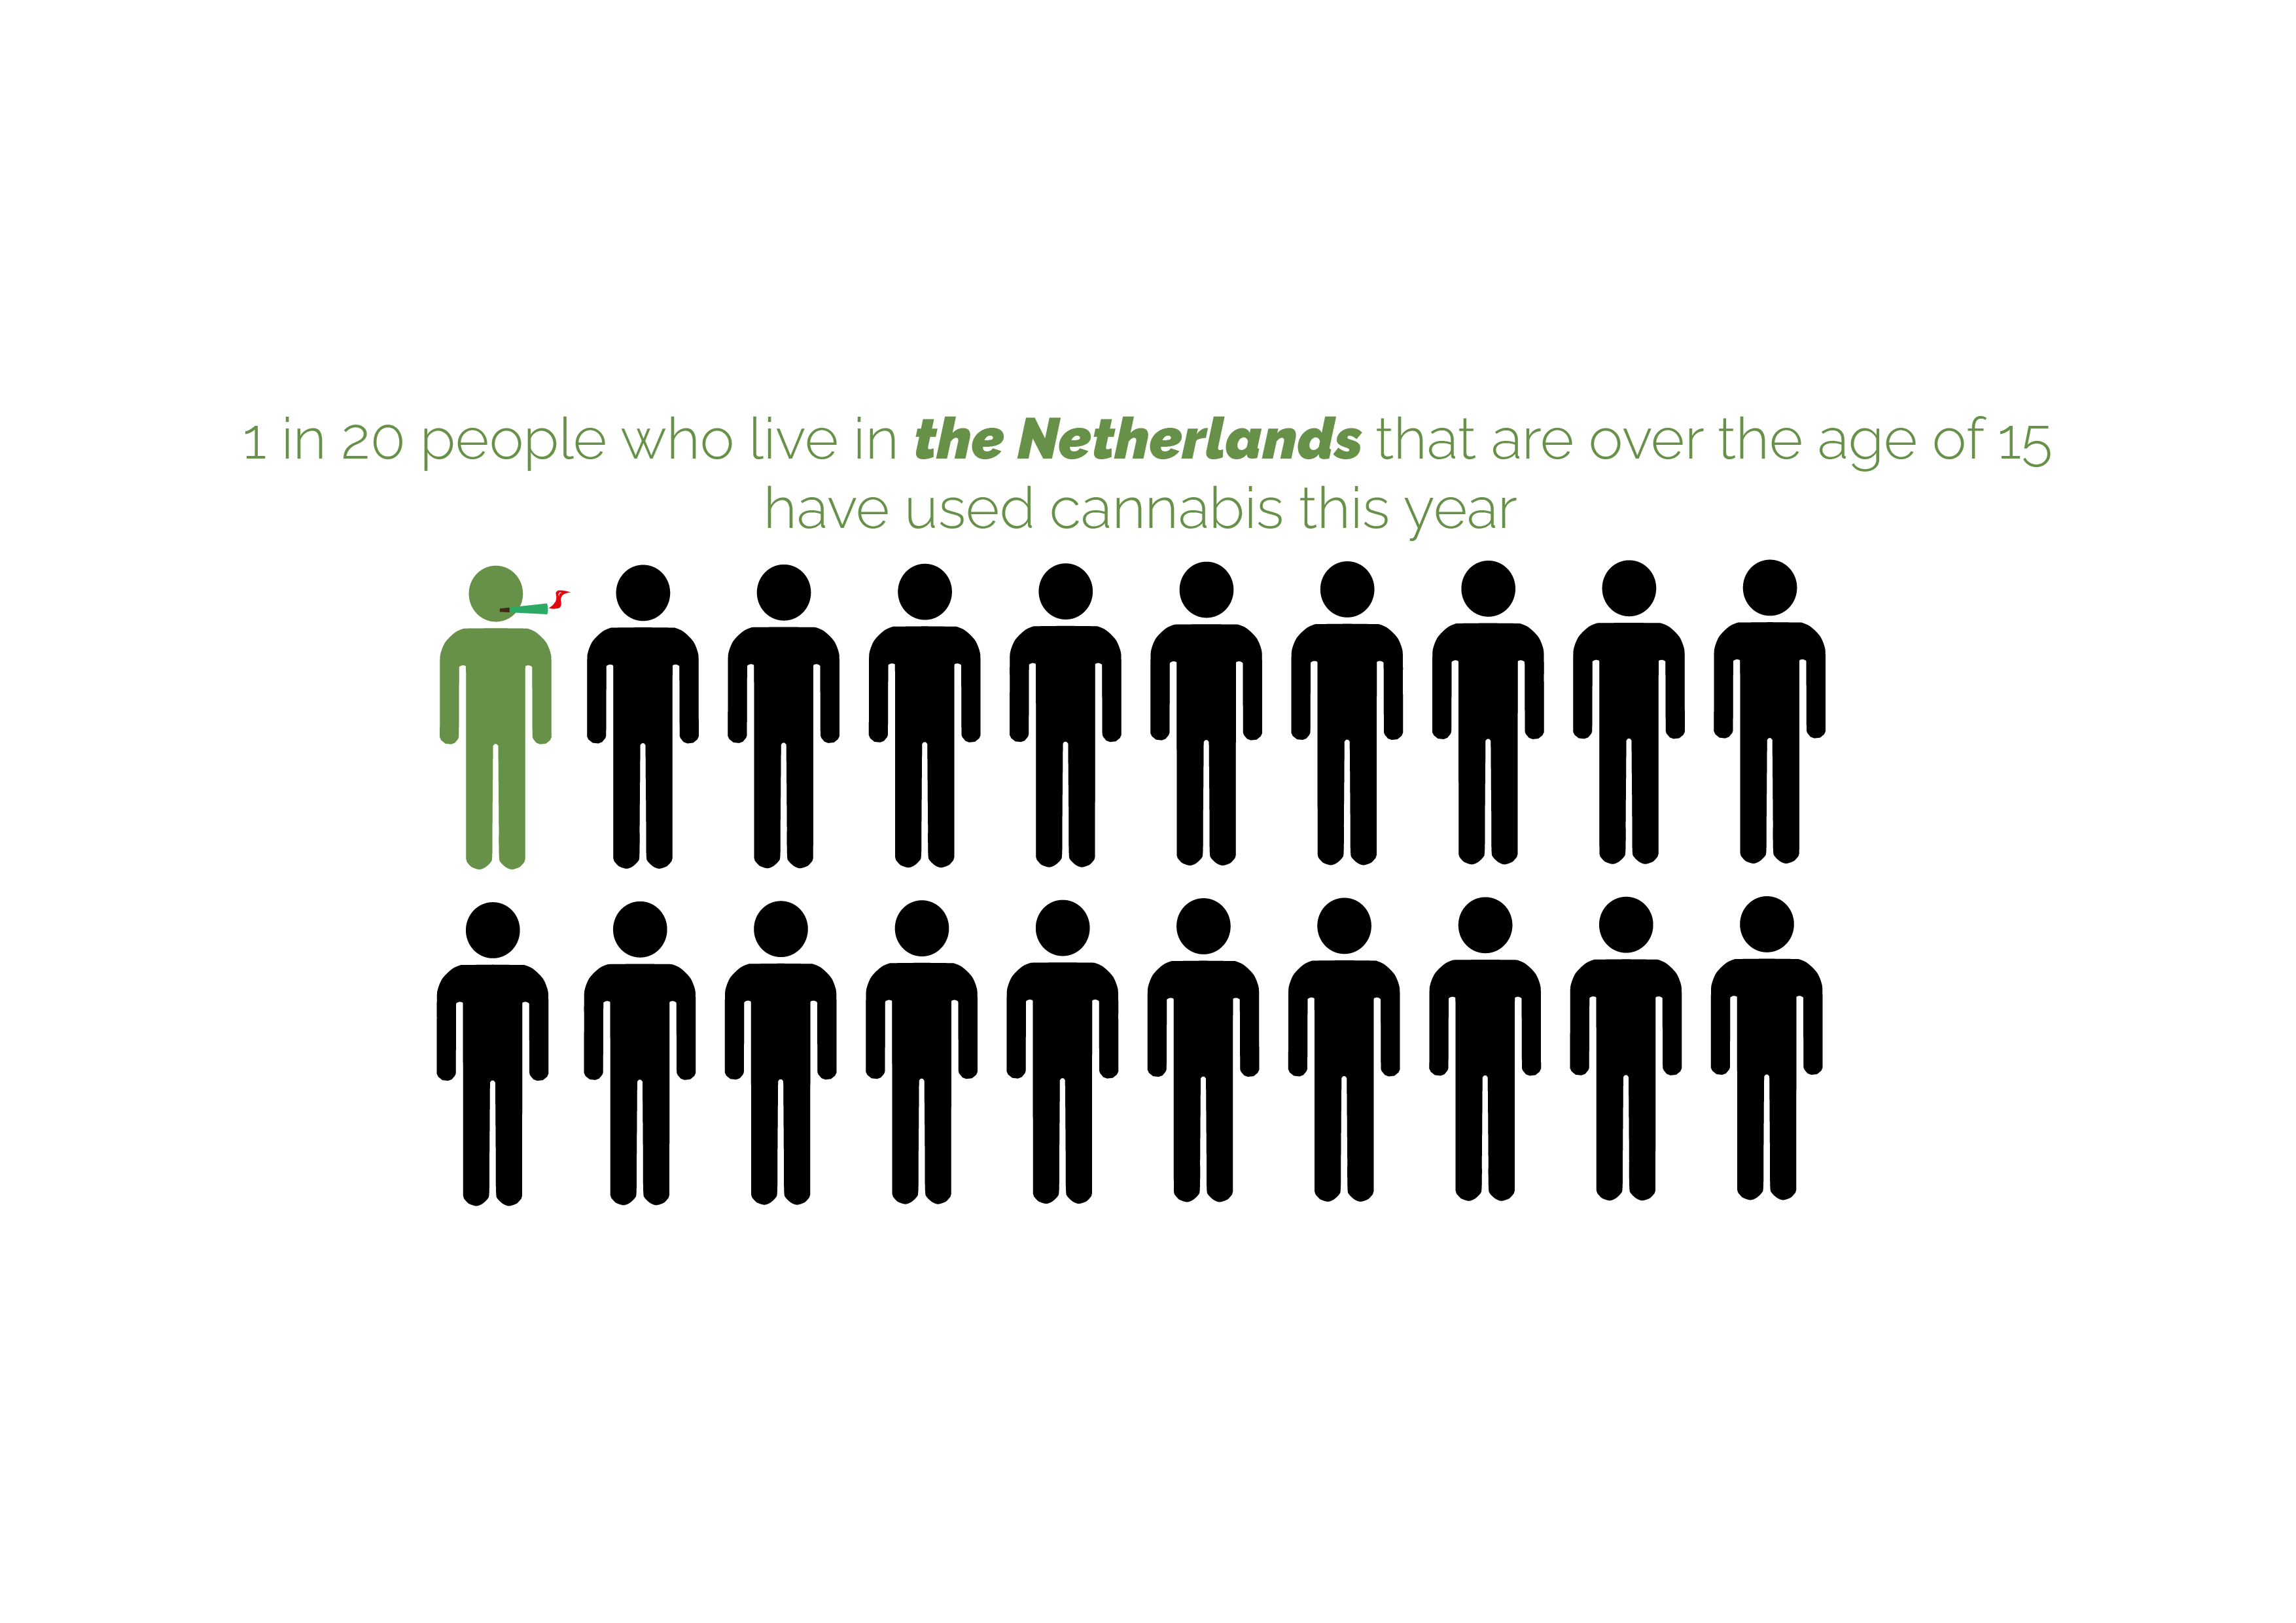 1 in 20 people who live in the Netherlands that are over the age of 15
have used cannabis this year